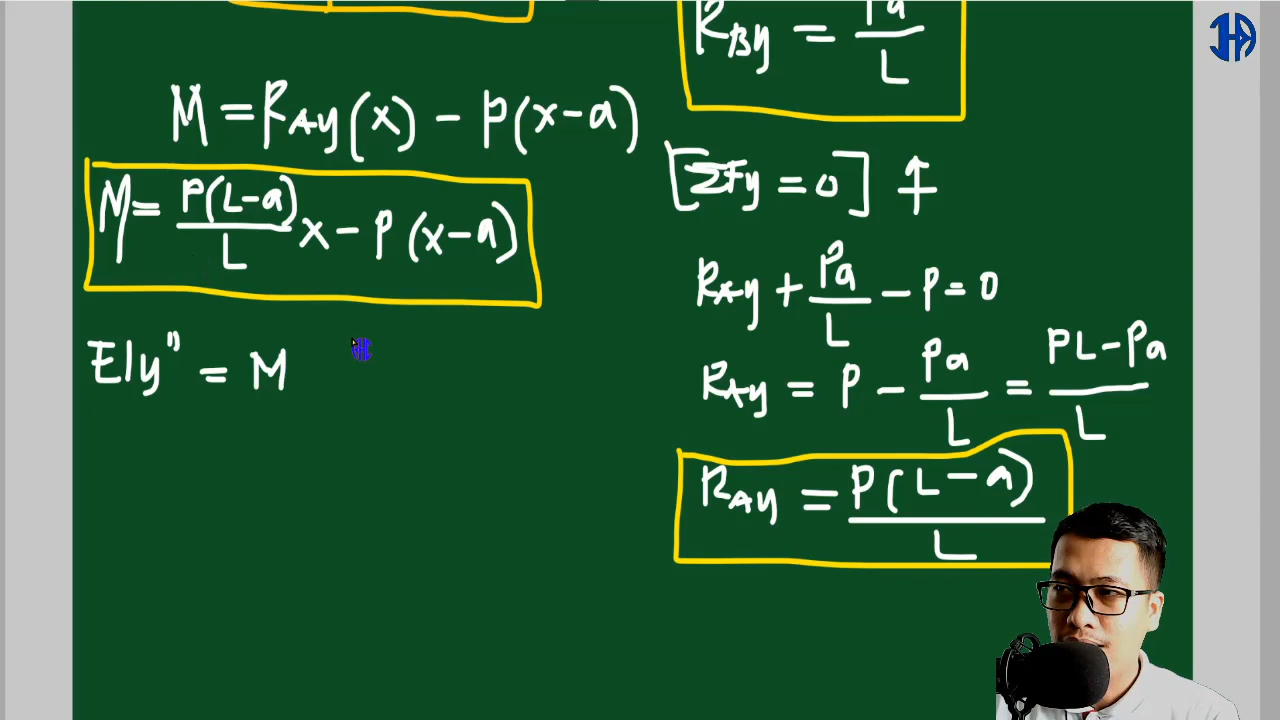 M = R_Ay(x) - P(x-a)
M = P(L-a)/L x - P(x-a)
EIy" = M
R_By = Pa/L
[ΣFy = 0] ↑+
R_Ay + Pa/L - P = 0
R_Ay = P - Pa/L = PL-Pa/L
R_Ay = P(L-a)/L